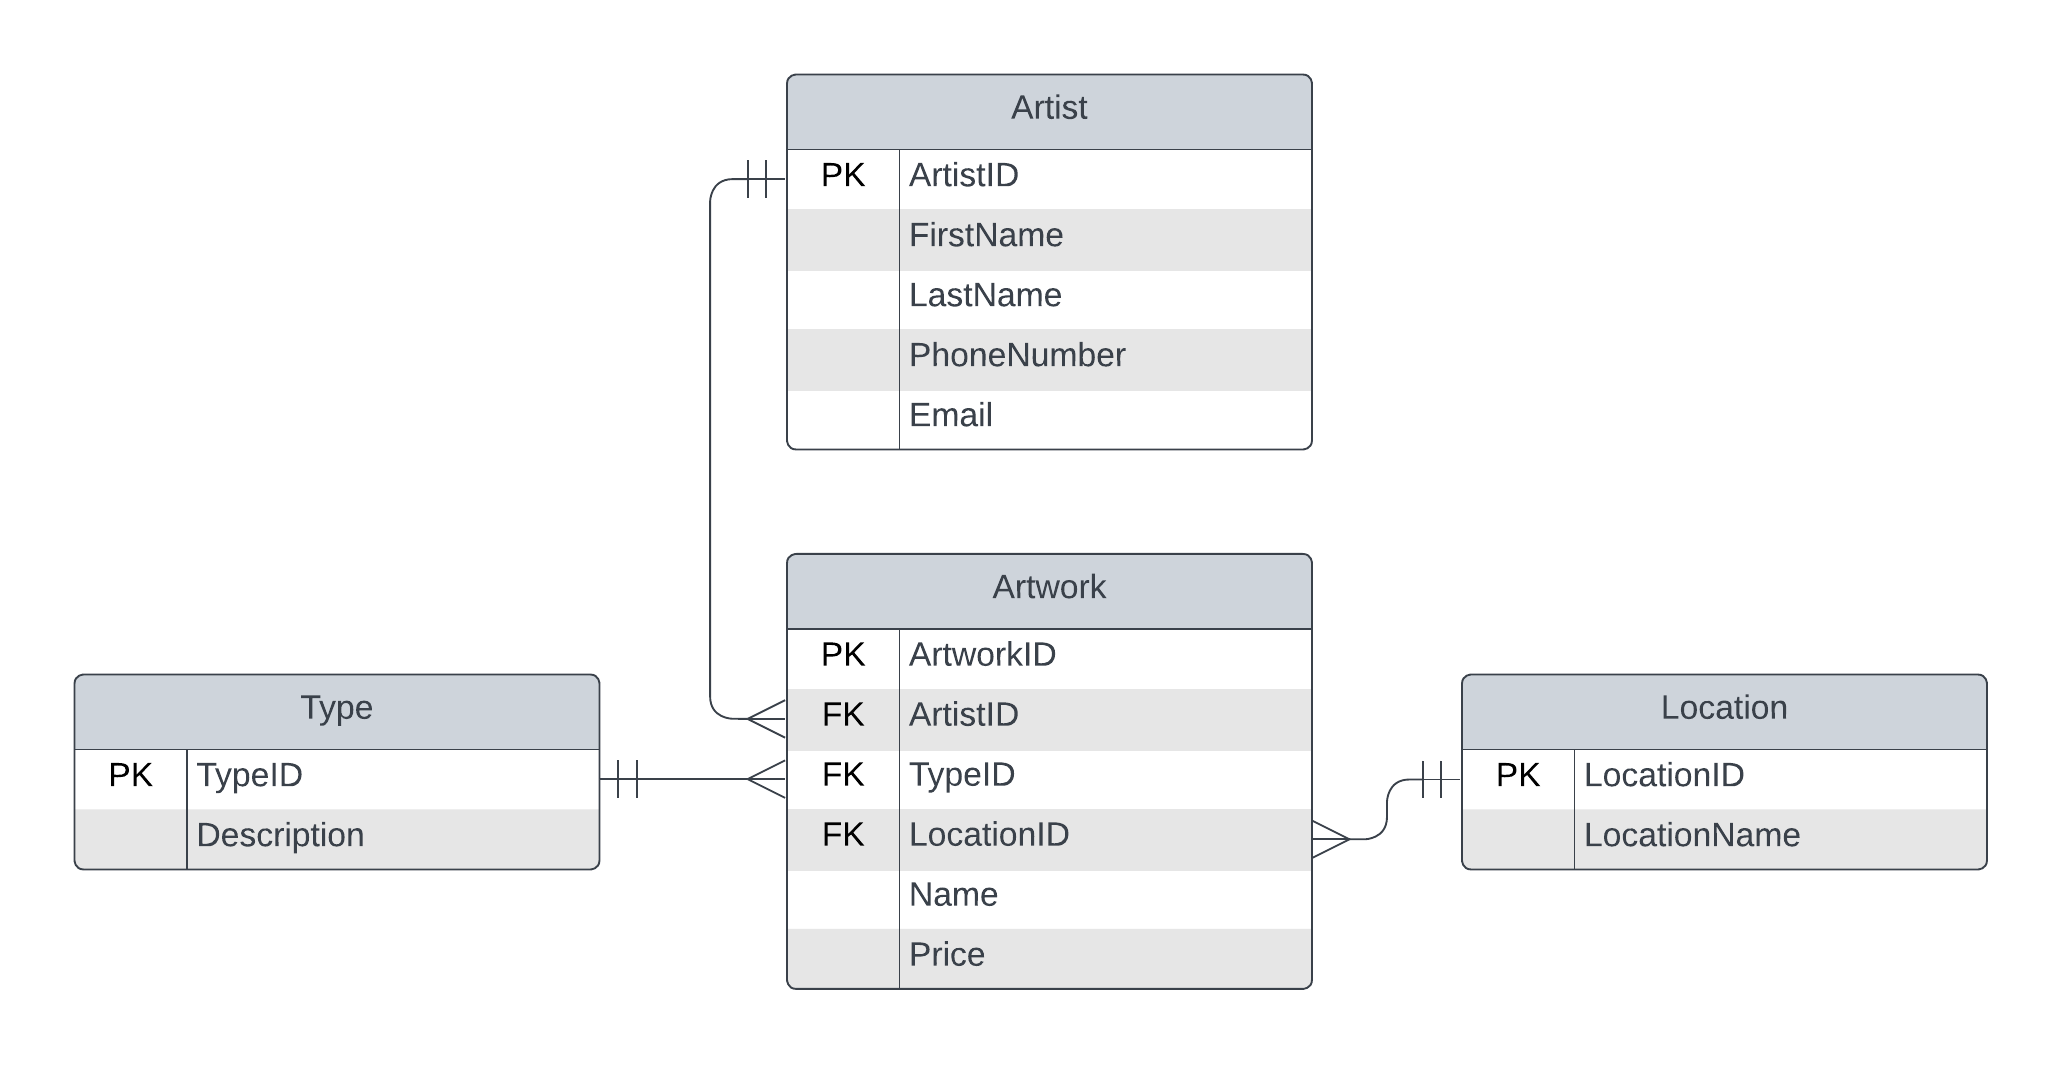 Artist
PK ArtistID
FirstName
LastName
PhoneNumber
Email
Artwork
PK ArtworkID
FK ArtistID
FK TypeID
FK LocationID
Name
Price
Type
PK TypeID
Description
Location
PK LocationID
LocationName